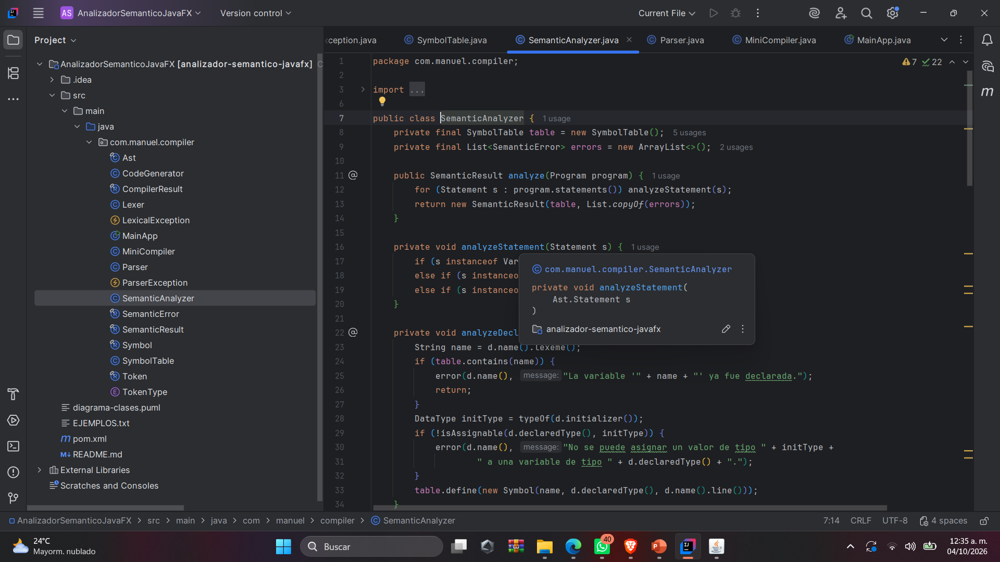 AS AnalizadorSemanticoJavaFX Version control Current File
Project
ception.java SymbolTable.java SemanticAnalyzer.java Parser.java MiniCompiler.java MainApp.java
AnalizadorSemanticoJavaFX [analizador-semantico-javafx] C
.idea
src
main
java
com.manuel.compiler
Ast
CodeGenerator
CompilerResult
Lexer
LexicalException
MainApp
MiniCompiler
Parser
ParserException
SemanticAnalyzer
SemanticError
SemanticResult
Symbol
SymbolTable
Token
TokenType
diagrama-clases.puml
EJEMPLOS.txt
pom.xml
README.md
External Libraries
Scratches and Consoles
7 22
1 package com.manuel.compiler;
2
3 import ...
6
7 public class SemanticAnalyzer { 1 usage
8 private final SymbolTable table = new SymbolTable(); 5 usages
9 private final List<SemanticError> errors = new ArrayList<>(); 2 usages
10
11 @ public SemanticResult analyze(Program program) { 1 usage
12 for (Statement s : program.statements()) analyzeStatement(s);
13 return new SemanticResult(table, List.copyOf(errors));
14 }
15
16 private void analyzeStatement(Statement s) { 1 usage
17 if (s instanceof Var
18 else if (s instanceo
19 else if (s instanceo
20 }
21
22 @ private void analyzeDecl
23 String name = d.name().lexeme();
24 if (table.contains(name)) {
25 error(d.name(), message: "La variable '" + name + "' ya fue declarada.");
26 return;
27 }
28 DataType initType = typeOf(d.initializer());
29 if (!isAssignable(d.declaredType(), initType)) {
30 error(d.name(), message: "No se puede asignar un valor de tipo " + initType +
31 " a una variable de tipo " + d.declaredType() + ".");
32 }
33 table.define(new Symbol(name, d.declaredType(), d.name().line()));
34 }
com.manuel.compiler.SemanticAnalyzer
private void analyzeStatement(
Ast.Statement s
)
analizador-semantico-javafx
AnalizadorSemanticoJavaFX > src > main > java > com > manuel > compiler > SemanticAnalyzer 7:14 CRLF UTF-8 4 spaces
24°C
Mayorm. nublado
Buscar
40
12:35 a. m.
04/10/2026